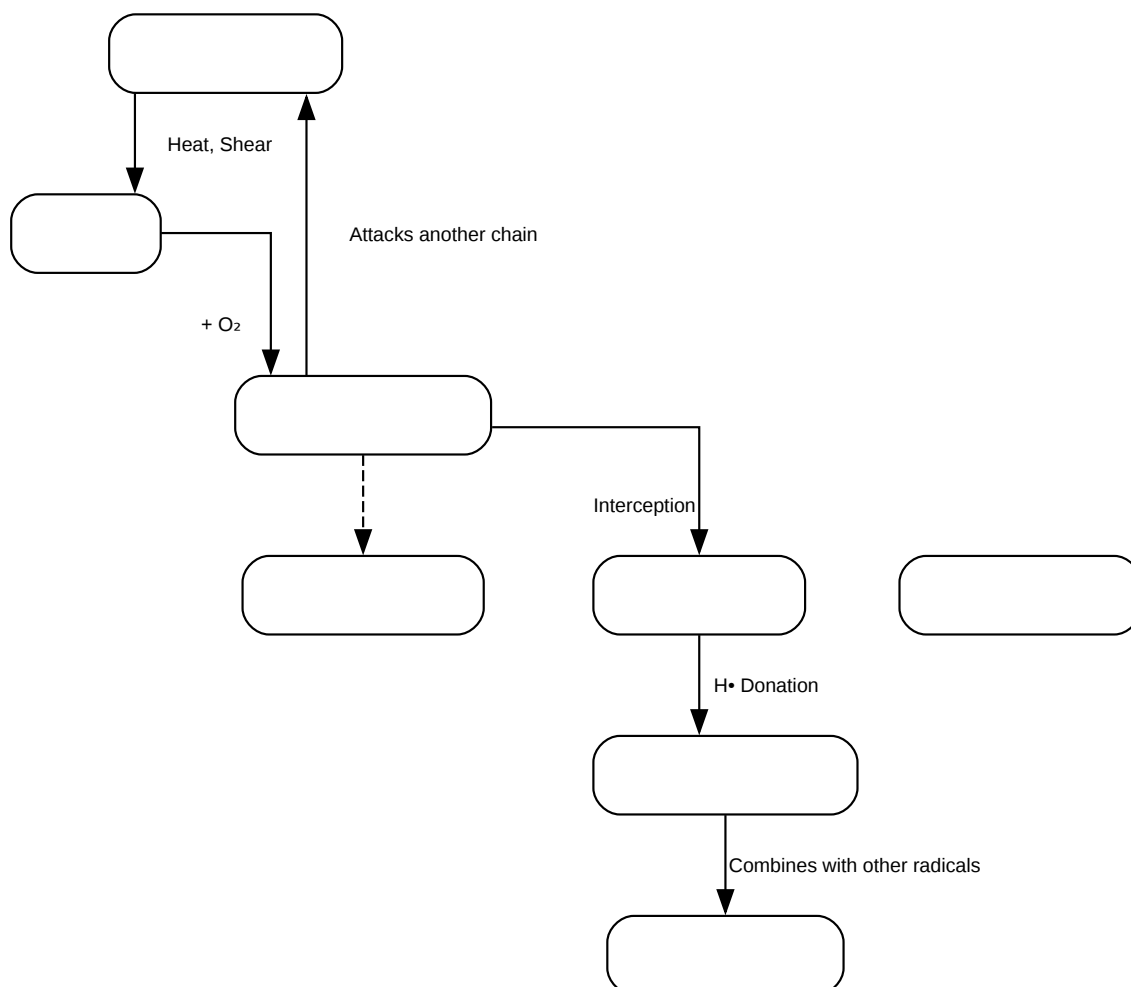 Heat, Shear
Attacks another chain
+ O₂
Interception
H• Donation
Combines with other radicals